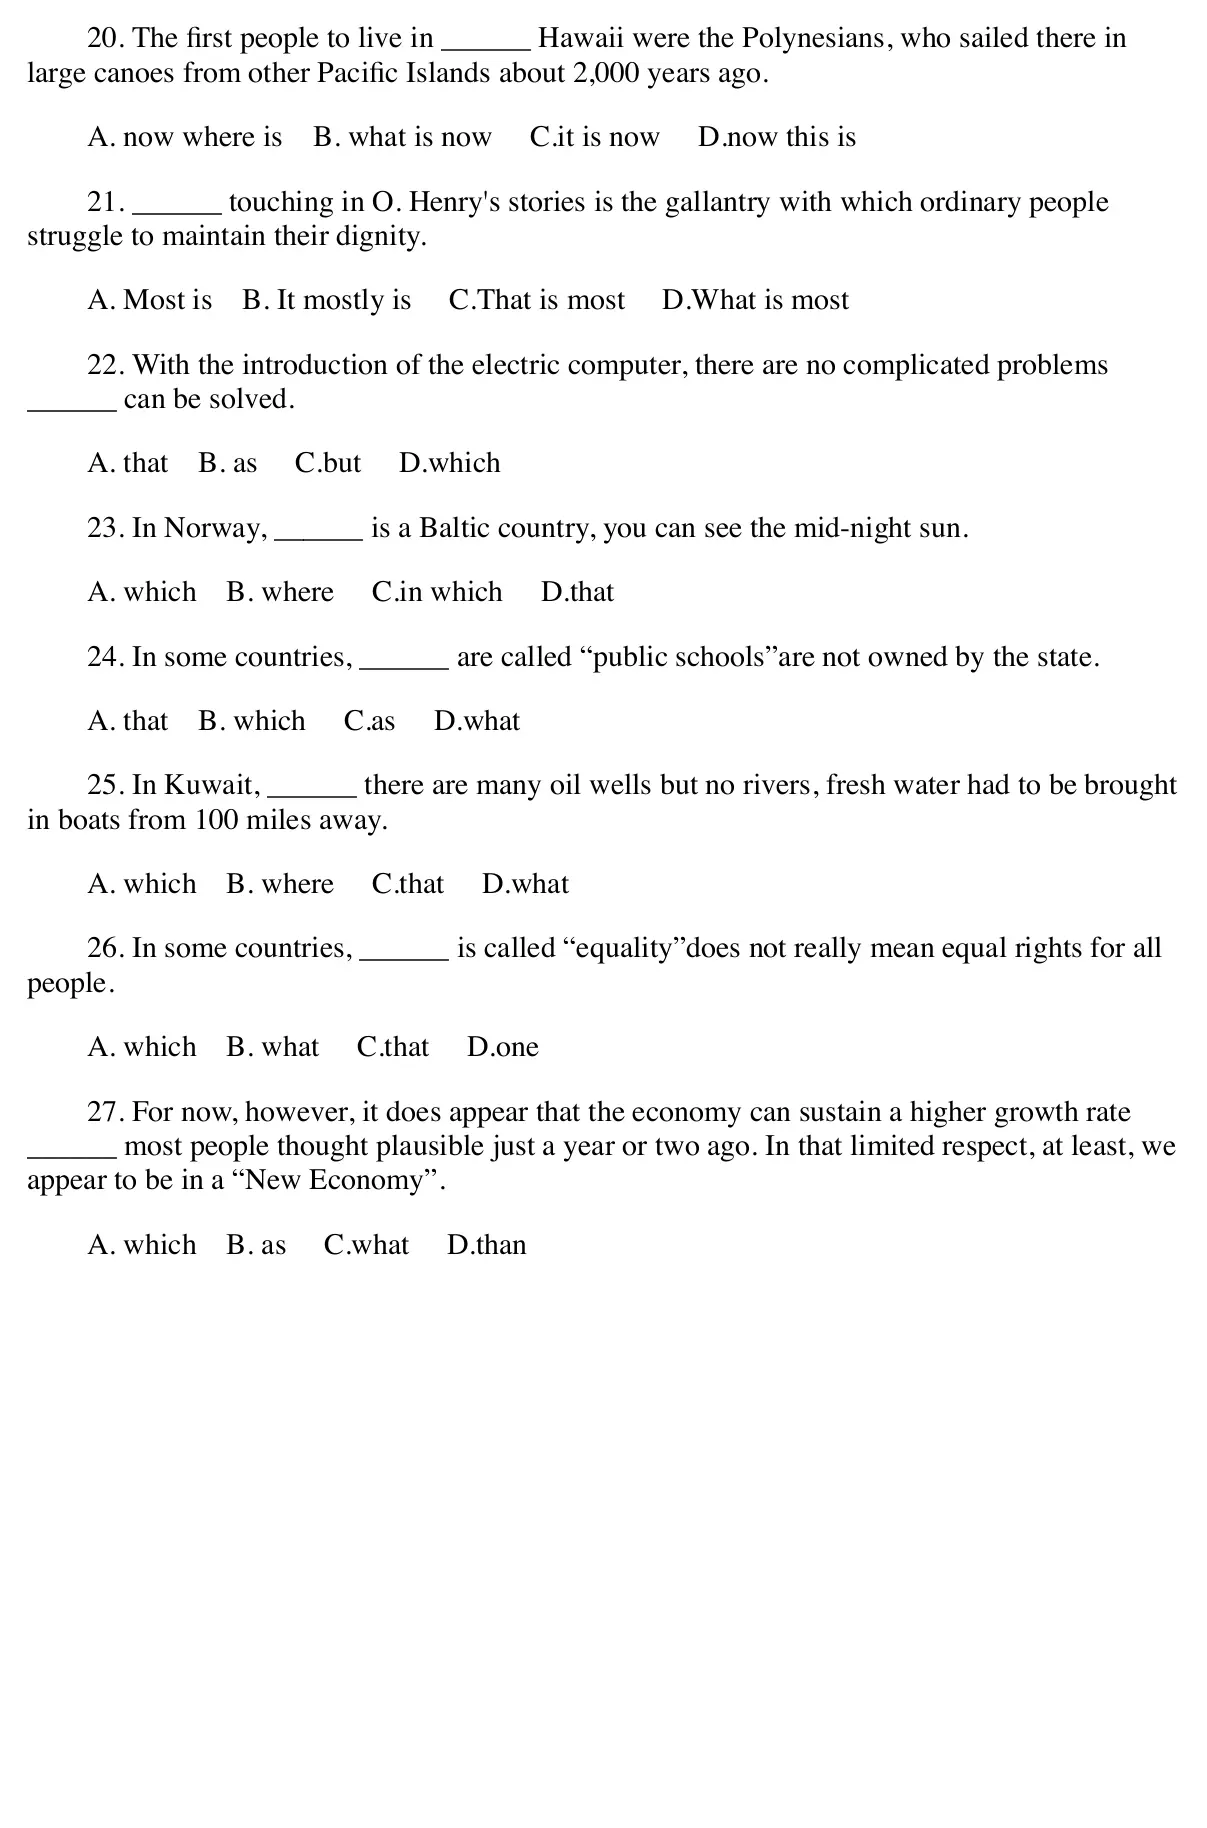 20. The first people to live in ______ Hawaii were the Polynesians, who sailed there in
large canoes from other Pacific Islands about 2,000 years ago.
A. now where is B. what is now C.it is now D.now this is
21. ______ touching in O. Henry's stories is the gallantry with which ordinary people
struggle to maintain their dignity.
A. Most is B. It mostly is C.That is most D.What is most
22. With the introduction of the electric computer, there are no complicated problems
______ can be solved.
A. that B. as C.but D.which
23. In Norway, ______ is a Baltic country, you can see the mid-night sun.
A. which B. where C.in which D.that
24. In some countries, ______ are called “public schools”are not owned by the state.
A. that B. which C.as D.what
25. In Kuwait, ______ there are many oil wells but no rivers, fresh water had to be brought
in boats from 100 miles away.
A. which B. where C.that D.what
26. In some countries, ______ is called “equality”does not really mean equal rights for all
people.
A. which B. what C.that D.one
27. For now, however, it does appear that the economy can sustain a higher growth rate
______ most people thought plausible just a year or two ago. In that limited respect, at least, we
appear to be in a “New Economy”.
A. which B. as C.what D.than